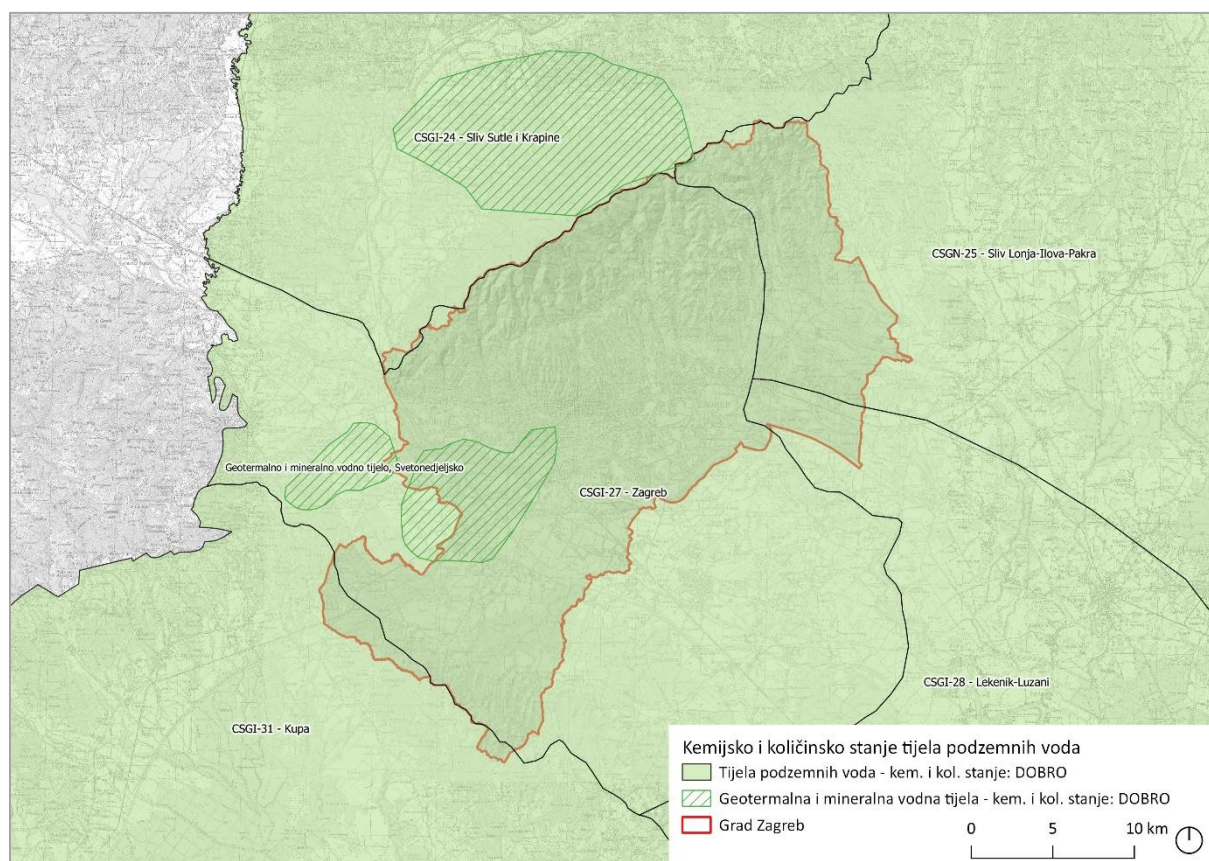 CSGI-24 - Sliv Sutle i Krapine
CSGN-25 - Sliv Lonja-Ilova-Pakra
Geotermalno i mineralno vodno tijelo, Svetonedjeljsko
CSGI-27 - Zagreb
CSGI-28 - Lekenik-Luzani
CSGI-31 - Kupa
Kemijsko i količinsko stanje tijela podzemnih voda
Tijela podzemnih voda - kem. i kol. stanje: DOBRO
Geotermalna i mineralna vodna tijela - kem. i kol. stanje: DOBRO
Grad Zagreb
0 5 10 km